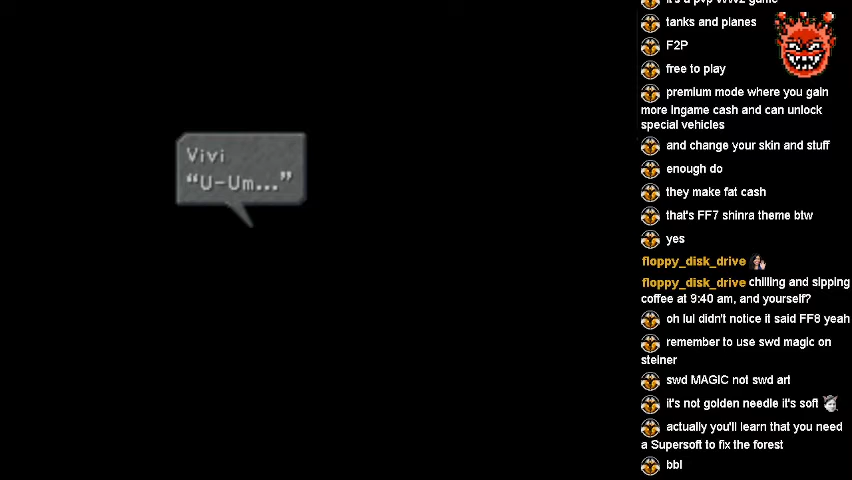 Vivi
“U-Um...”
it's a pvp WW2 game
tanks and planes
F2P
free to play
premium mode where you gain
more ingame cash and can unlock
special vehicles
and change your skin and stuff
enough do
they make fat cash
that's FF7 shinra theme btw
yes
floppy_disk_drive
floppy_disk_drive chilling and sipping
coffee at 9:40 am, and yourself?
oh lul didn't notice it said FF8 yeah
remember to use swd magic on
steiner
swd MAGIC not swd art
it's not golden needle it's soft
actually you'll learn that you need
a Supersoft to fix the forest
bbl